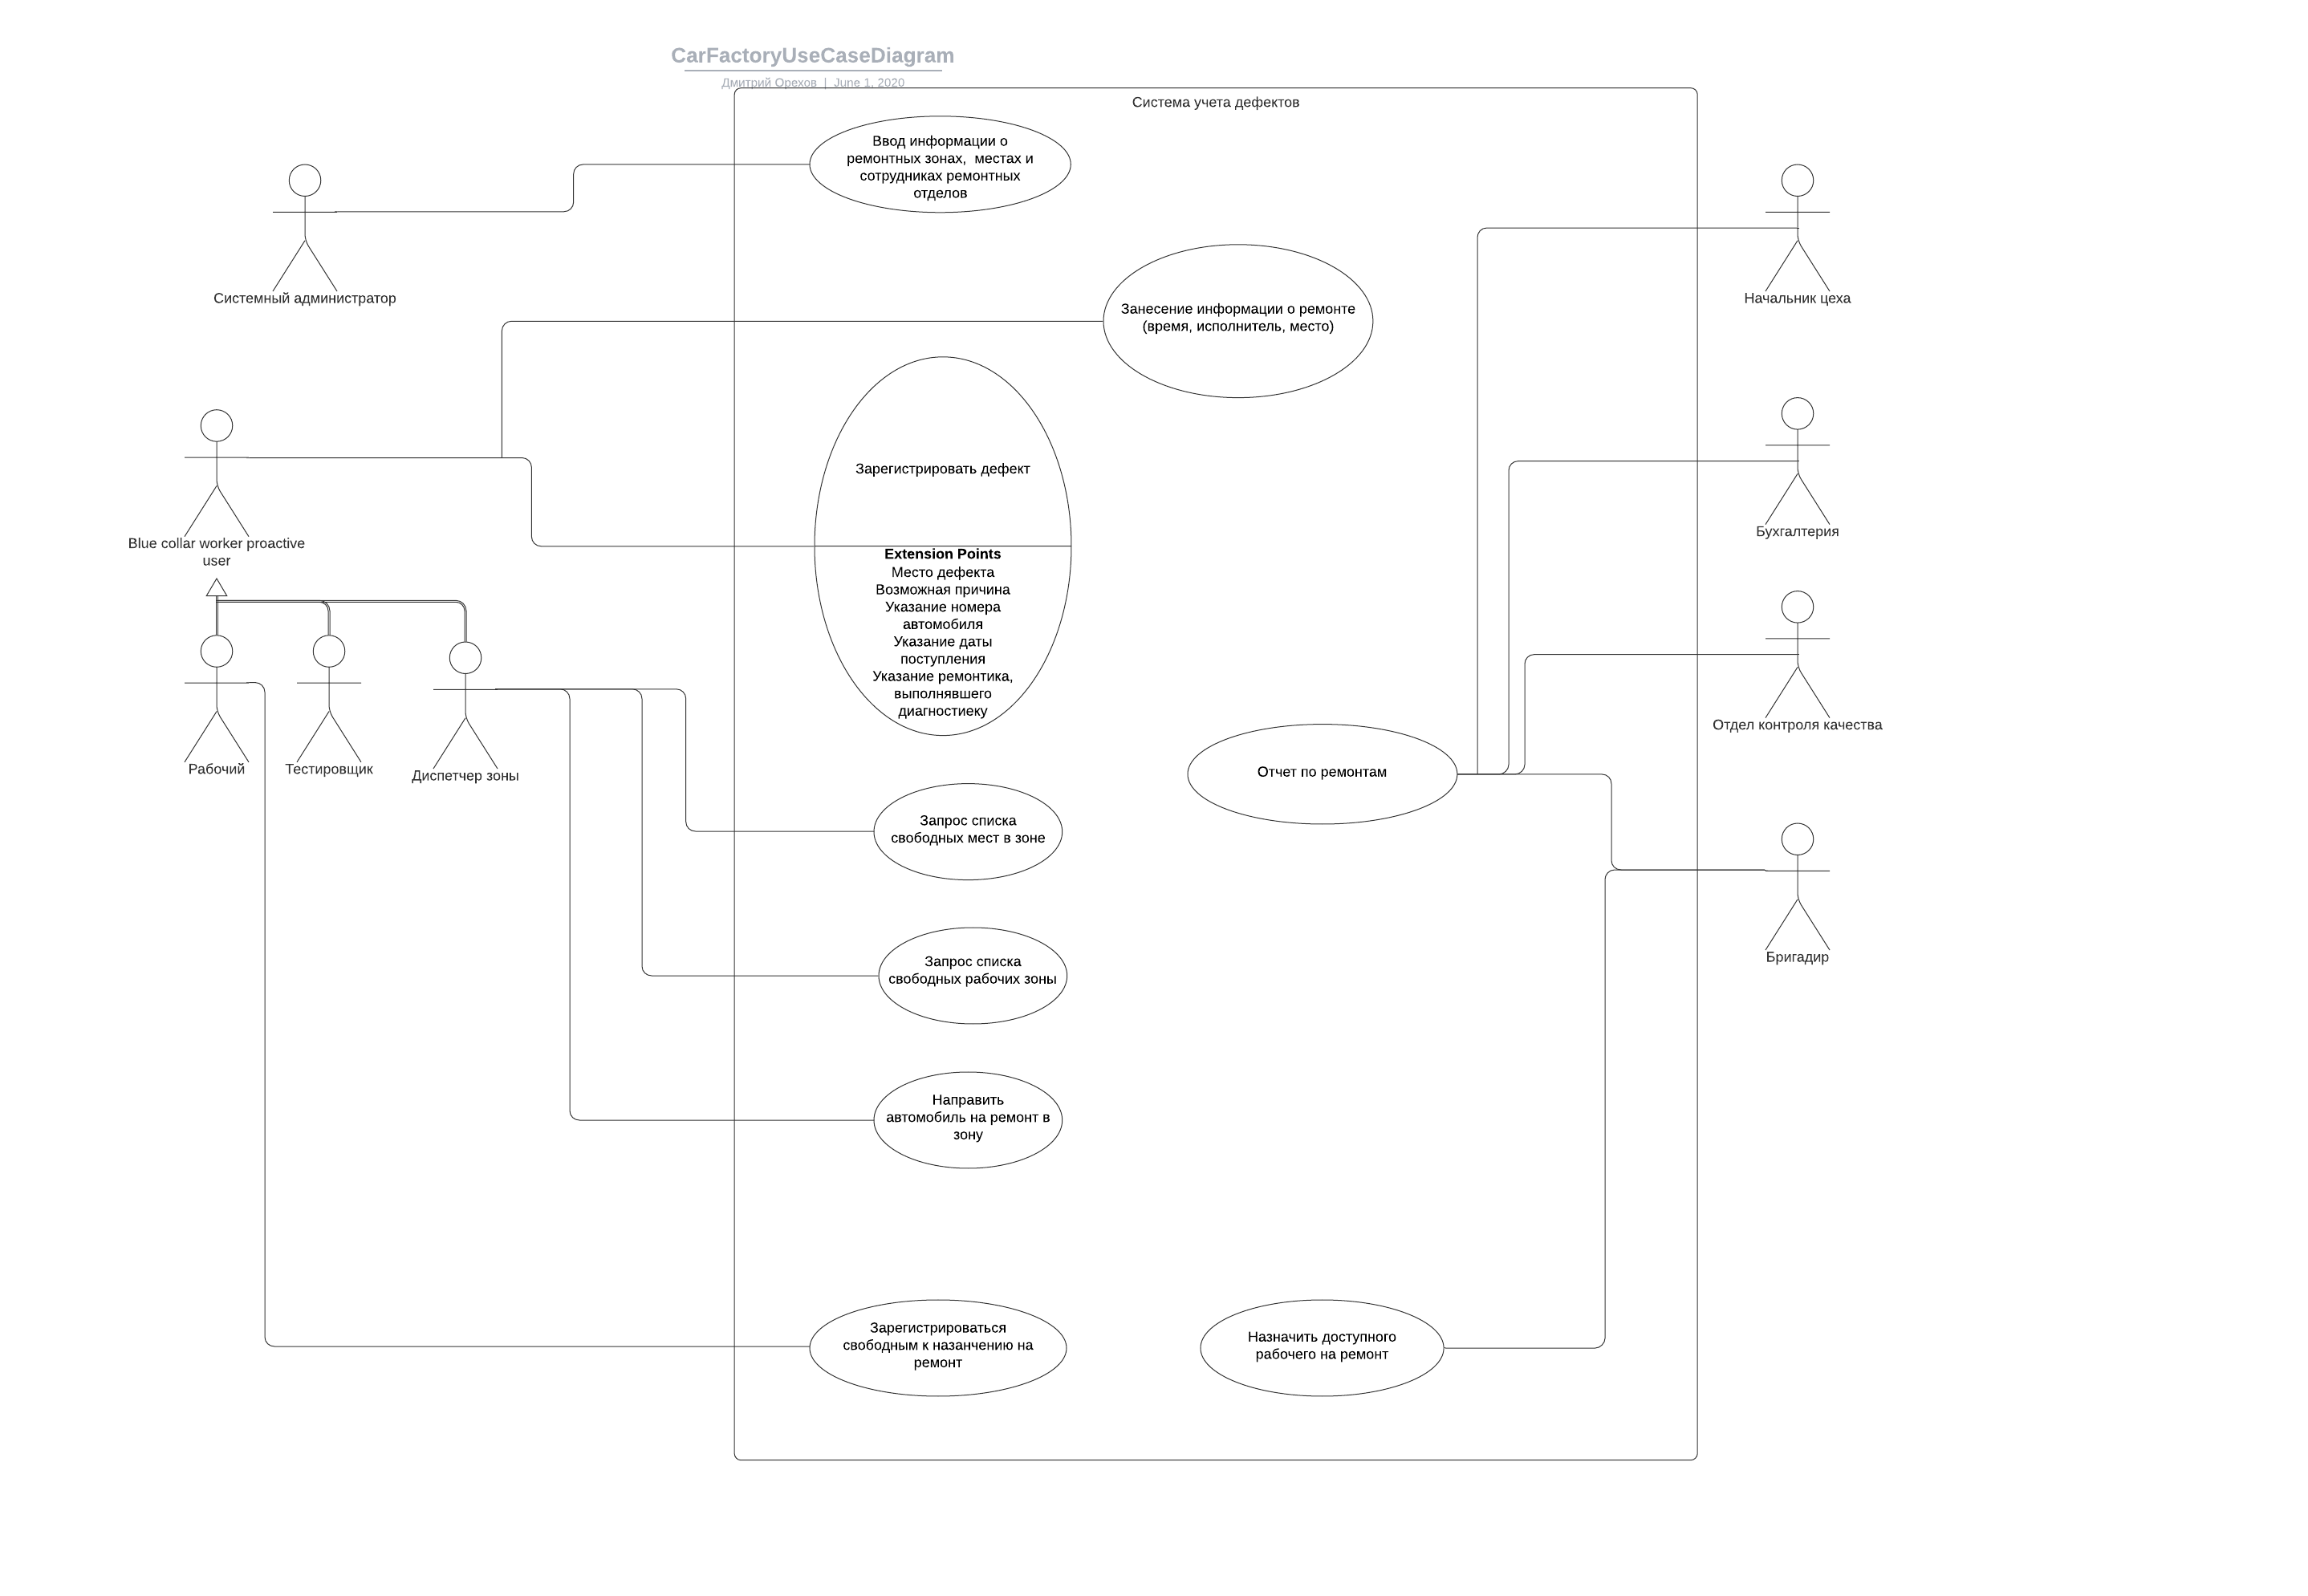 CarFactoryUseCaseDiagram
Дмитрий Орехов | June 1, 2020
Система учета дефектов
Ввод информации о
ремонтных зонах, местах и
сотрудниках ремонтных
отделов
Системный администратор
Начальник цеха
Занесение информации о ремонте
(время, исполнитель, место)
Зарегистрировать дефект
Extension Points
Место дефекта
Возможная причина
Указание номера
автомобиля
Указание даты
поступления
Указание ремонтика,
выполнявшего
диагностиеку
Blue collar worker proactive
user
Бухгалтерия
Отдел контроля качества
Рабочий
Тестировщик
Диспетчер зоны
Отчет по ремонтам
Запрос списка
свободных мест в зоне
Бригадир
Запрос списка
свободных рабочих зоны
Направить
автомобиль на ремонт в
зону
Зарегистрироваться
свободным к назанчению на
ремонт
Назначить доступного
рабочего на ремонт